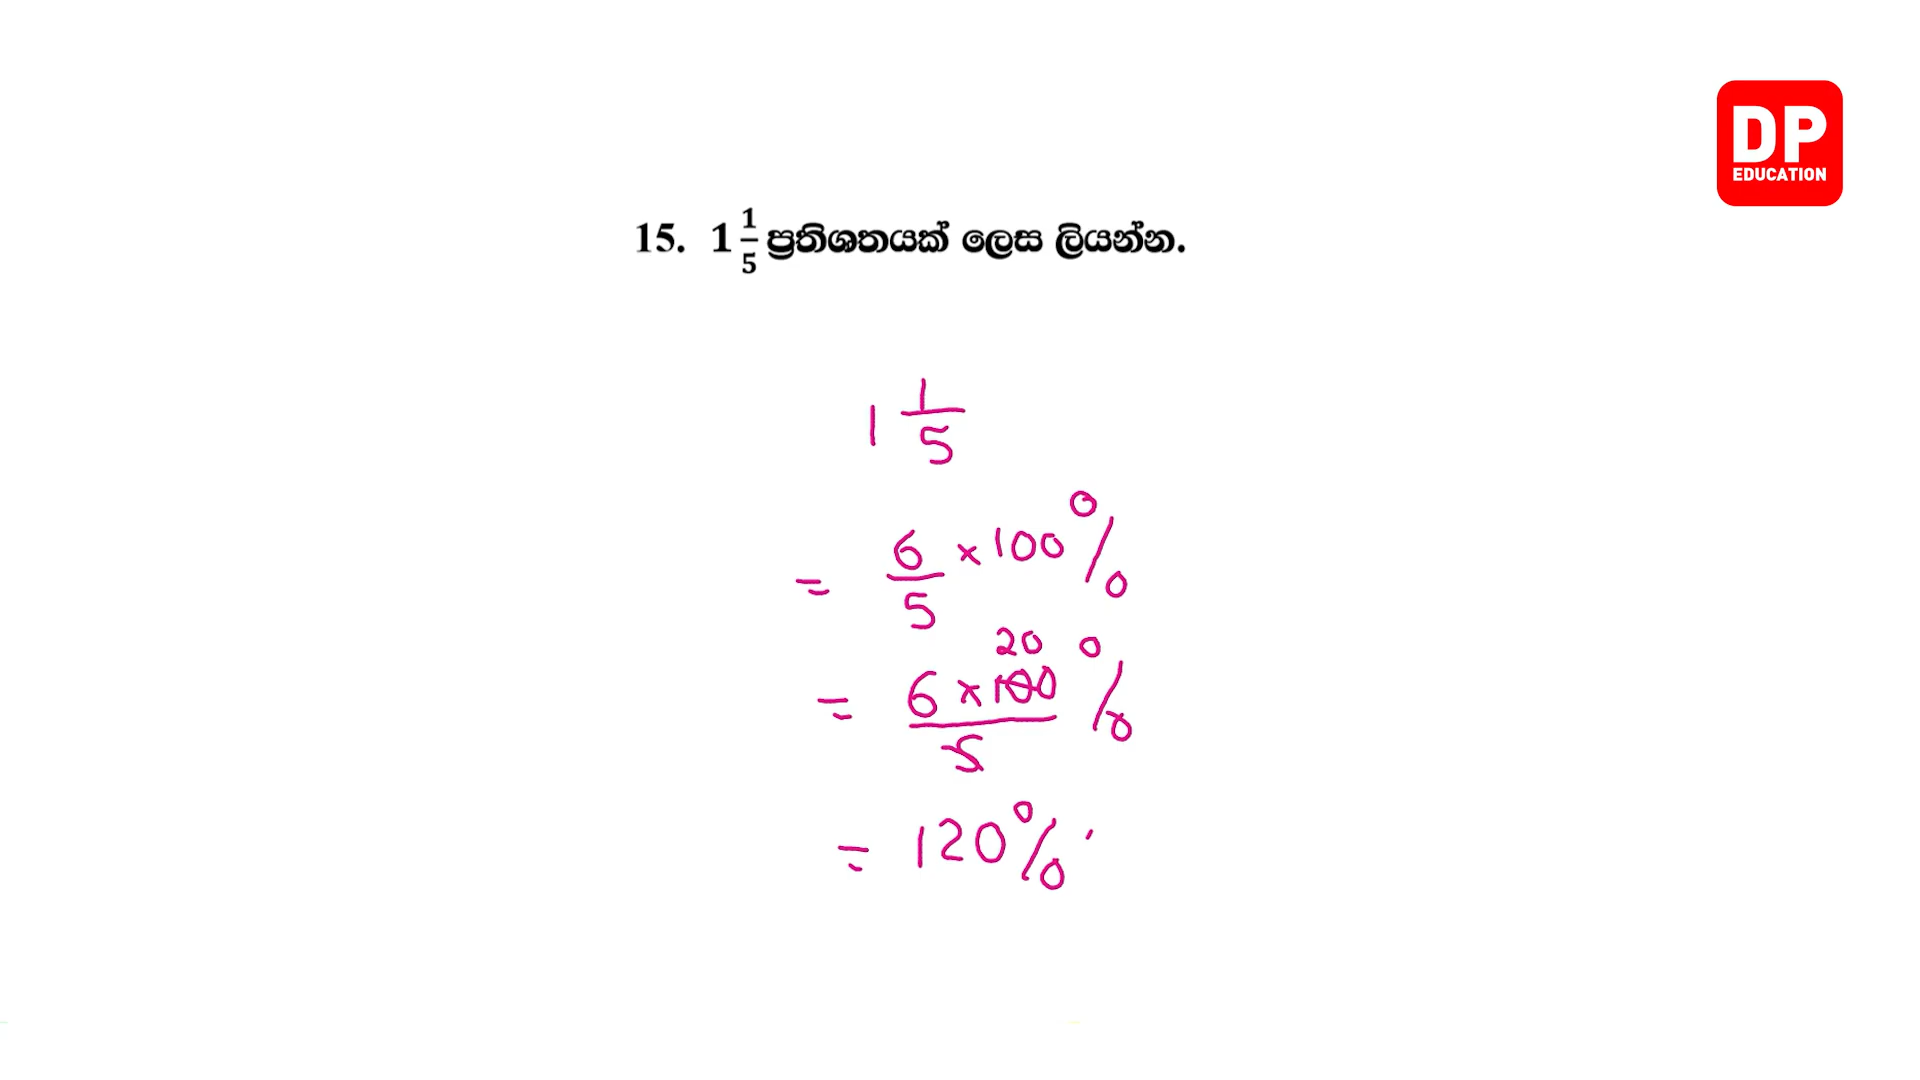 DP
EDUCATION
15. 1 1/5 ප්‍රතිශතයක් ලෙස ලියන්න.
1 1/5
= 6/5 × 100 %
20
= 6 × 100 / 5 %
= 120 %